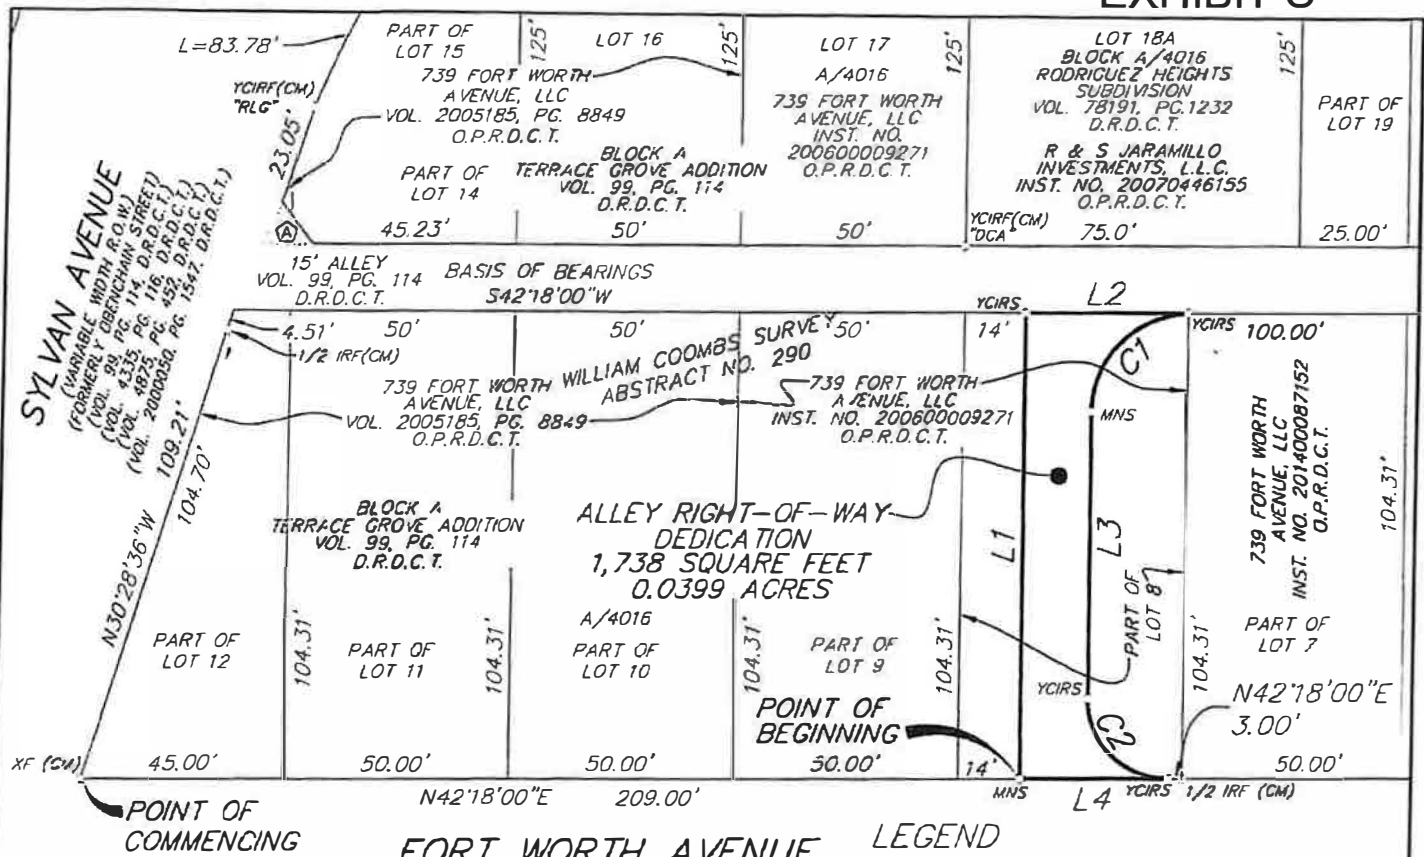 EXHIBIT C
L=83.78'
YCIRF(CM)
"RLG"
23.05'
PART OF
LOT 15
125'
LOT 16
125'
739 FORT WORTH
AVENUE, LLC
VOL. 2005185, PG. 8849
O.P.R.D.C.T.
PART OF
LOT 14
BLOCK A
TERRACE GROVE ADDITION
VOL. 99, PG. 114
D.R.D.C.T.
LOT 17
125'
A/4016
739 FORT WORTH
AVENUE, LLC
INST. NO.
200600009271
O.P.R.D.C.T.
LOT 18A
BLOCK A/4016
RODRIGUEZ HEIGHTS
SUBDIVISION
VOL. 78191, PG.1232
D.R.D.C.T.
R & S JARAMILLO
INVESTMENTS, L.L.C.
INST. NO. 20070446155
O.P.R.D.C.T.
125'
PART OF
LOT 19
A
45.23'
50'
50'
YCIRF(CM)
"DCA"
75.0'
25.00'
SYLVAN AVENUE
(VARIABLE WIDTH R.O.W.)
(FORMERLY OBENCHAIN STREET)
(VOL. 99, PG. 114, D.R.D.C.T.)
(VOL. 4335, PG. 116, D.R.D.C.T.)
(VOL. 4875, PG. 452, D.R.D.C.T.)
(VOL. 2000050, PG. 1547, D.R.D.C.T.)
15' ALLEY
VOL. 99, PG. 114
D.R.D.C.T.
BASIS OF BEARINGS
S42°18'00"W
YCIRS
L2
YCIRS
100.00'
4.51'
50'
50'
50'
14'
1/2 IRF(CM)
WILLIAM COOMBS SURVEY
ABSTRACT NO. 290
C1
739 FORT WORTH
AVENUE, LLC
VOL. 2005185, PG. 8849
O.P.R.D.C.T.
739 FORT WORTH
AVENUE, LLC
INST. NO. 200600009271
O.P.R.D.C.T.
MNS
739 FORT WORTH
AVENUE, LLC
INST. NO. 201400087152
O.P.R.D.C.T.
104.31'
109.21'
104.70'
N30°28'36"W
BLOCK A
TERRACE GROVE ADDITION
VOL. 99, PG. 114
D.R.D.C.T.
ALLEY RIGHT-OF-WAY
DEDICATION
1,738 SQUARE FEET
0.0399 ACRES
L1
L3
PART OF
LOT 8
A/4016
PART OF
LOT 12
104.31'
PART OF
LOT 11
104.31'
PART OF
LOT 10
104.31'
PART OF
LOT 9
104.31'
104.31'
PART OF
LOT 7
YCIRS
N42°18'00"E
3.00'
C2
POINT OF
BEGINNING
XF (CM)
45.00'
50.00'
50.00'
50.00'
14'
50.00'
MNS
L4
YCIRS
1/2 IRF (CM)
POINT OF
COMMENCING
N42°18'00"E
209.00'
FORT WORTH AVENUE
LEGEND